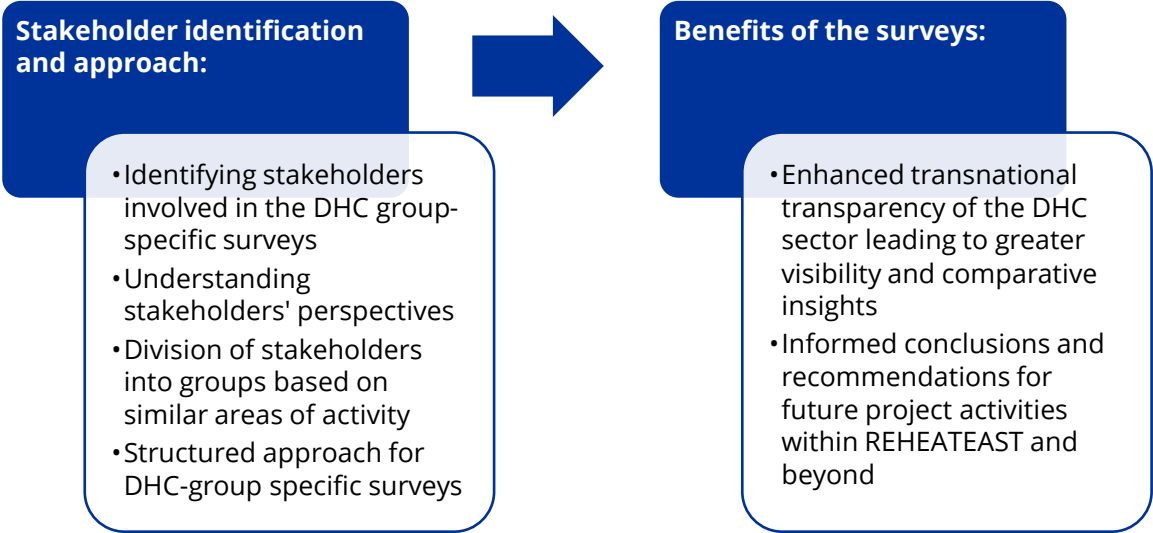 Stakeholder identification
and approach:
•Identifying stakeholders
involved in the DHC group-
specific surveys
•Understanding
stakeholders' perspectives
•Division of stakeholders
into groups based on
similar areas of activity
•Structured approach for
DHC-group specific surveys
Benefits of the surveys:
•Enhanced transnational
transparency of the DHC
sector leading to greater
visibility and comparative
insights
•Informed conclusions and
recommendations for
future project activities
within REHEATEAST and
beyond